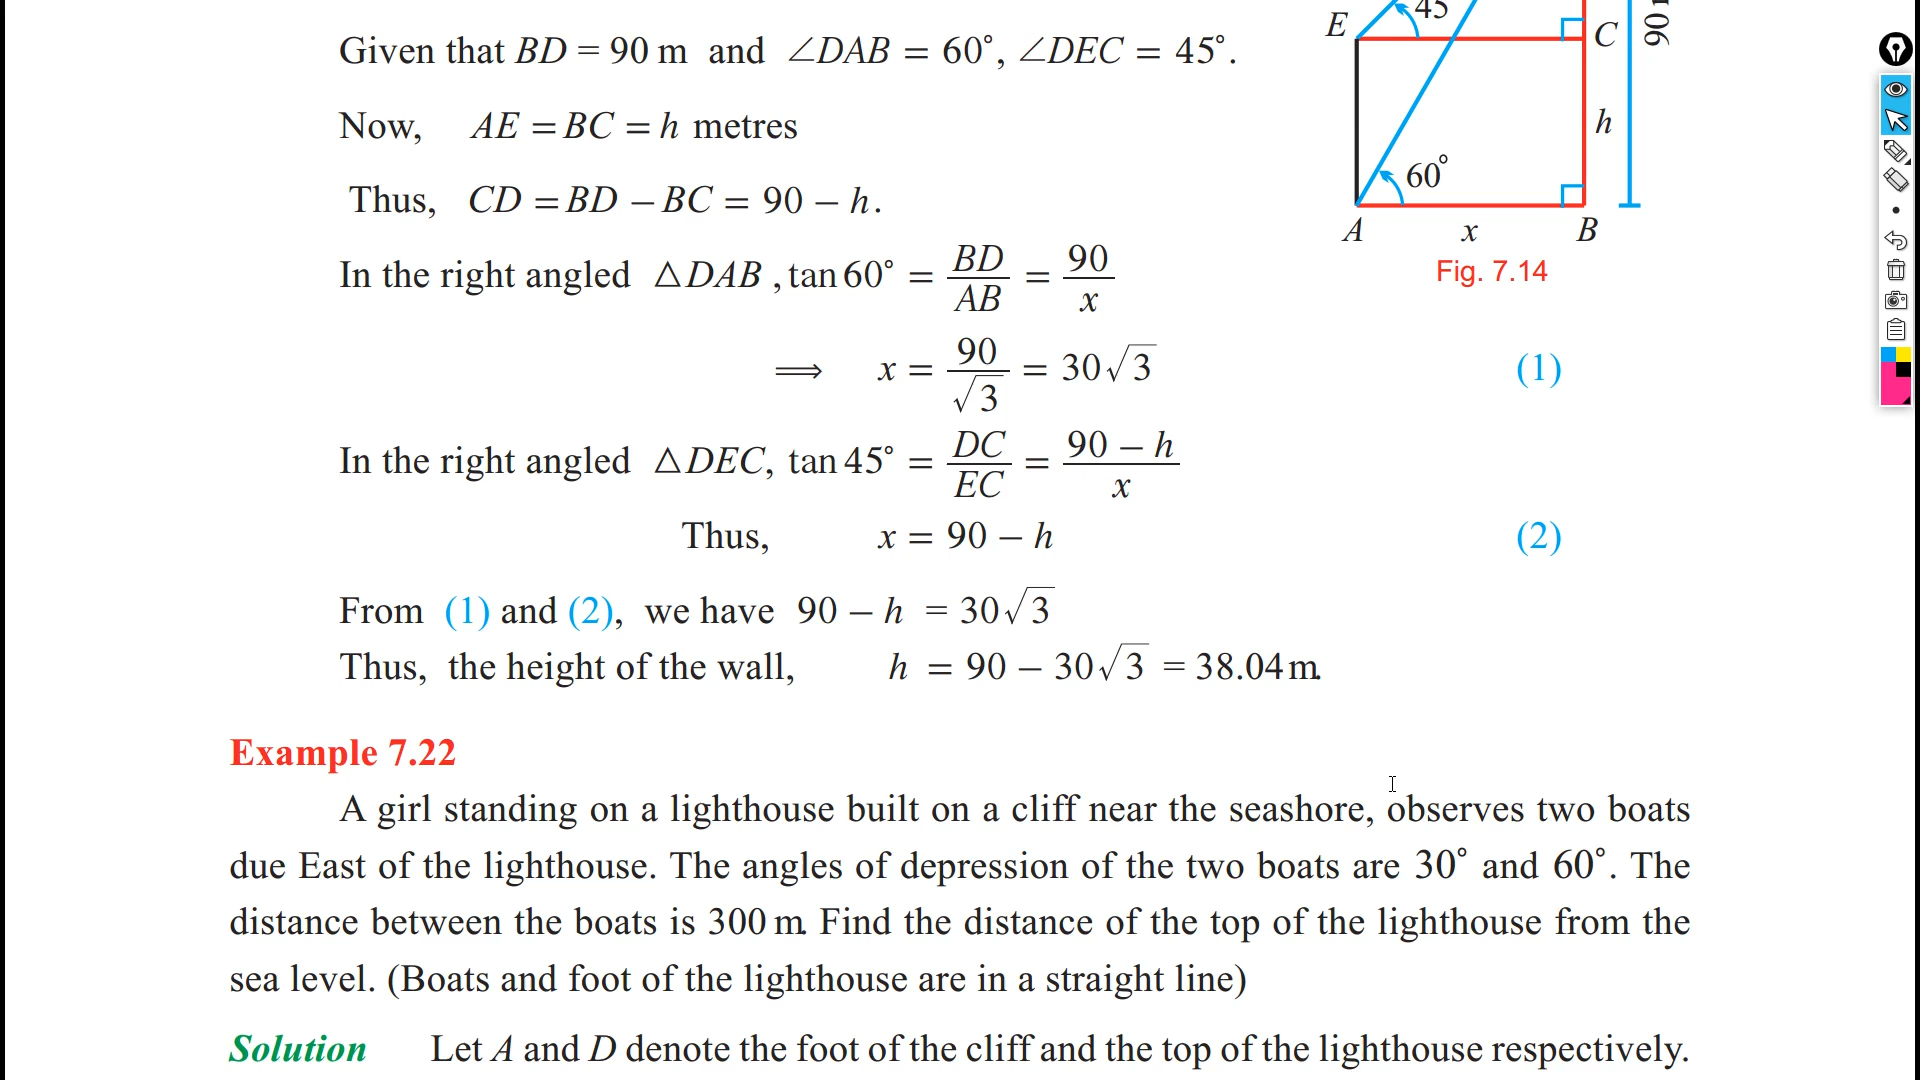 Given that BD = 90 m and ∠DAB = 60°, ∠DEC = 45°.
Now, AE = BC = h metres
Thus, CD = BD − BC = 90 − h.
In the right angled △DAB, tan 60° = BD/AB = 90/x
⟹ x = 90/√3 = 30√3 (1)
In the right angled △DEC, tan 45° = DC/EC = (90 − h)/x
Thus, x = 90 − h (2)
From (1) and (2), we have 90 − h = 30√3
Thus, the height of the wall, h = 90 − 30√3 = 38.04 m.
E 45 C 90
h
60°
A x B
Fig. 7.14
Example 7.22
A girl standing on a lighthouse built on a cliff near the seashore, observes two boats
due East of the lighthouse. The angles of depression of the two boats are 30° and 60°. The
distance between the boats is 300 m. Find the distance of the top of the lighthouse from the
sea level. (Boats and foot of the lighthouse are in a straight line)
Solution Let A and D denote the foot of the cliff and the top of the lighthouse respectively.